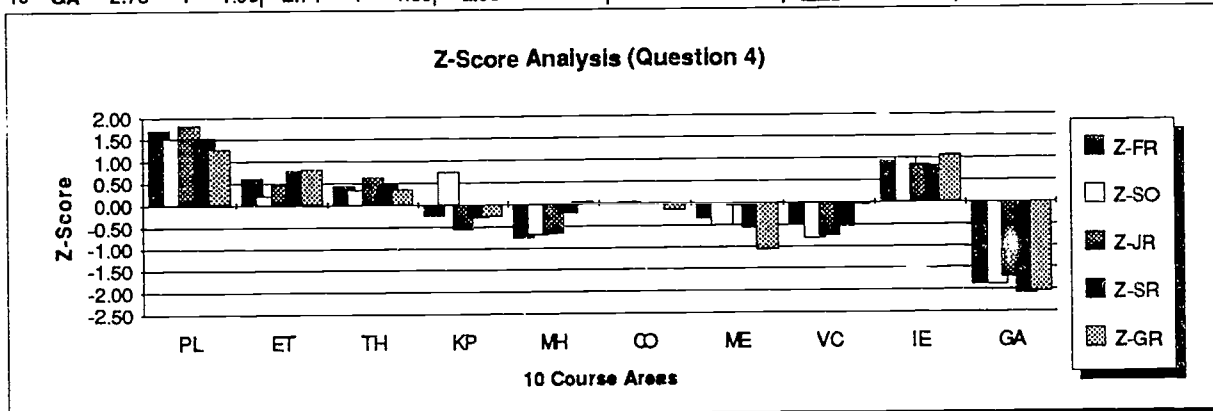 Z-Score Analysis (Question 4)
2.00
1.50
1.00
0.50
0.00
-0.50
-1.00
-1.50
-2.00
-2.50
Z-Score
PL ET TH KP MH CO ME VC IE GA
10 Course Areas
Z-FR
Z-SO
Z-JR
Z-SR
Z-GR